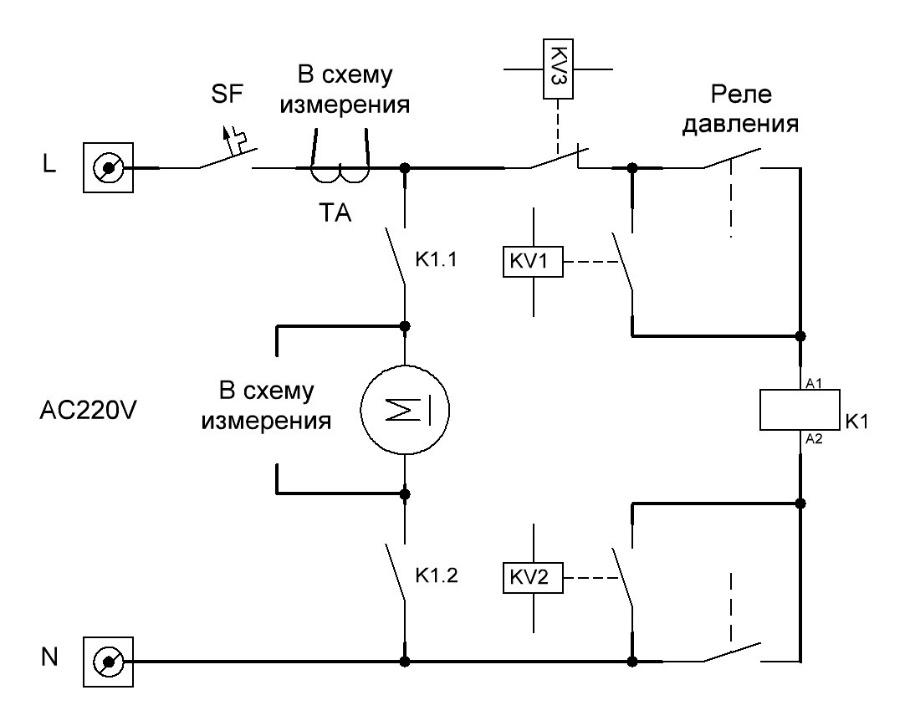 KV3
В схему
измерения
SF
Реле
давления
L
TA
K1.1
KV1
В схему
измерения
AC220V
M
A1
K1
A2
K1.2
KV2
N